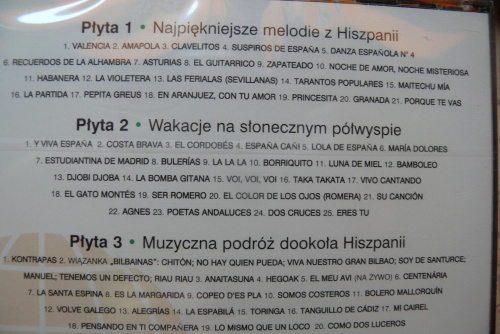 Płyta 1 • Najpiękniejsze melodie z Hiszpanii
1. VALENCIA 2. AMAPOLA 3. CLAVELITOS 4. SUSPIROS DE ESPAÑA 5. DANZA ESPAÑOLA N° 4
6. RECUERDOS DE LA ALHAMBRA 7. ASTURIAS 8. EL GUITARRICO 9. ZAPATEADO 10. NOCHE DE AMOR, NOCHE MISTERIOSA
11. HABANERA 12. LA VIOLETERA 13. LAS FERIALAS (SEVILLANAS) 14. TARANTOS POPULARES 15. MAITECHU MÍA
16. LA PARTIDA 17. PEPITA GREUS 18. EN ARANJUEZ, CON TU AMOR 19. PRINCESITA 20. GRANADA 21. PORQUE TE VAS
Płyta 2 • Wakacje na słonecznym półwyspie
1. Y VIVA ESPAÑA 2. COSTA BRAVA 3. EL CORDOBÉS 4. ESPAÑA CAÑI 5. LOLA DE ESPAÑA 6. MARÍA DOLORES
7. ESTUDIANTINA DE MADRID 8. BULERÍAS 9. LA LA LA 10. BORRIQUITO 11. LUNA DE MIEL 12. BAMBOLEO
13. DJOBI DJOBA 14. LA BOMBA GITANA 15. VOI, VOI, VOI 16. TAKA TAKATA 17. VIVO CANTANDO
18. EL GATO MONTÉS 19. SER ROMERO 20. EL COLOR DE LOS OJOS (ROMERA) 21. SU CANCIÓN
22. AGNES 23. POETAS ANDALUCES 24. DOS CRUCES 25. ERES TU
Płyta 3 • Muzyczna podróż dookoła Hiszpanii
1. KONTRAPAS 2. WIĄZANKA „BILBAINAS": CHITÓN; NO HAY QUIEN PUEDA; VIVA NUESTRO GRAN BILBAO; SOY DE SANTURCE;
MANUEL; TENEMOS UN DEFECTO; RIAU RIAU 3. ANAITASUNA 4. HEGOAK 5. EL MEU AVI (NA ŻYWO) 6. CENTENÀRIA
7. LA SANTA ESPINA 8. ES LA MARGARIDA 9. COPEO D'ES PLA 10. SOMOS COSTEROS 11. BOLERO MALLORQUÍN
12. VOLVE GALEGO 13. ALEGRÍAS 14. LA ESPABILÁ 15. TORINGA 16. TANGUILLO DE CÁDIZ 17. MI CAIREL
18. PENSANDO EN TI COMPAÑERA 19. LO MISMO QUE UN LOCO 20. COMO DOS LUCEROS